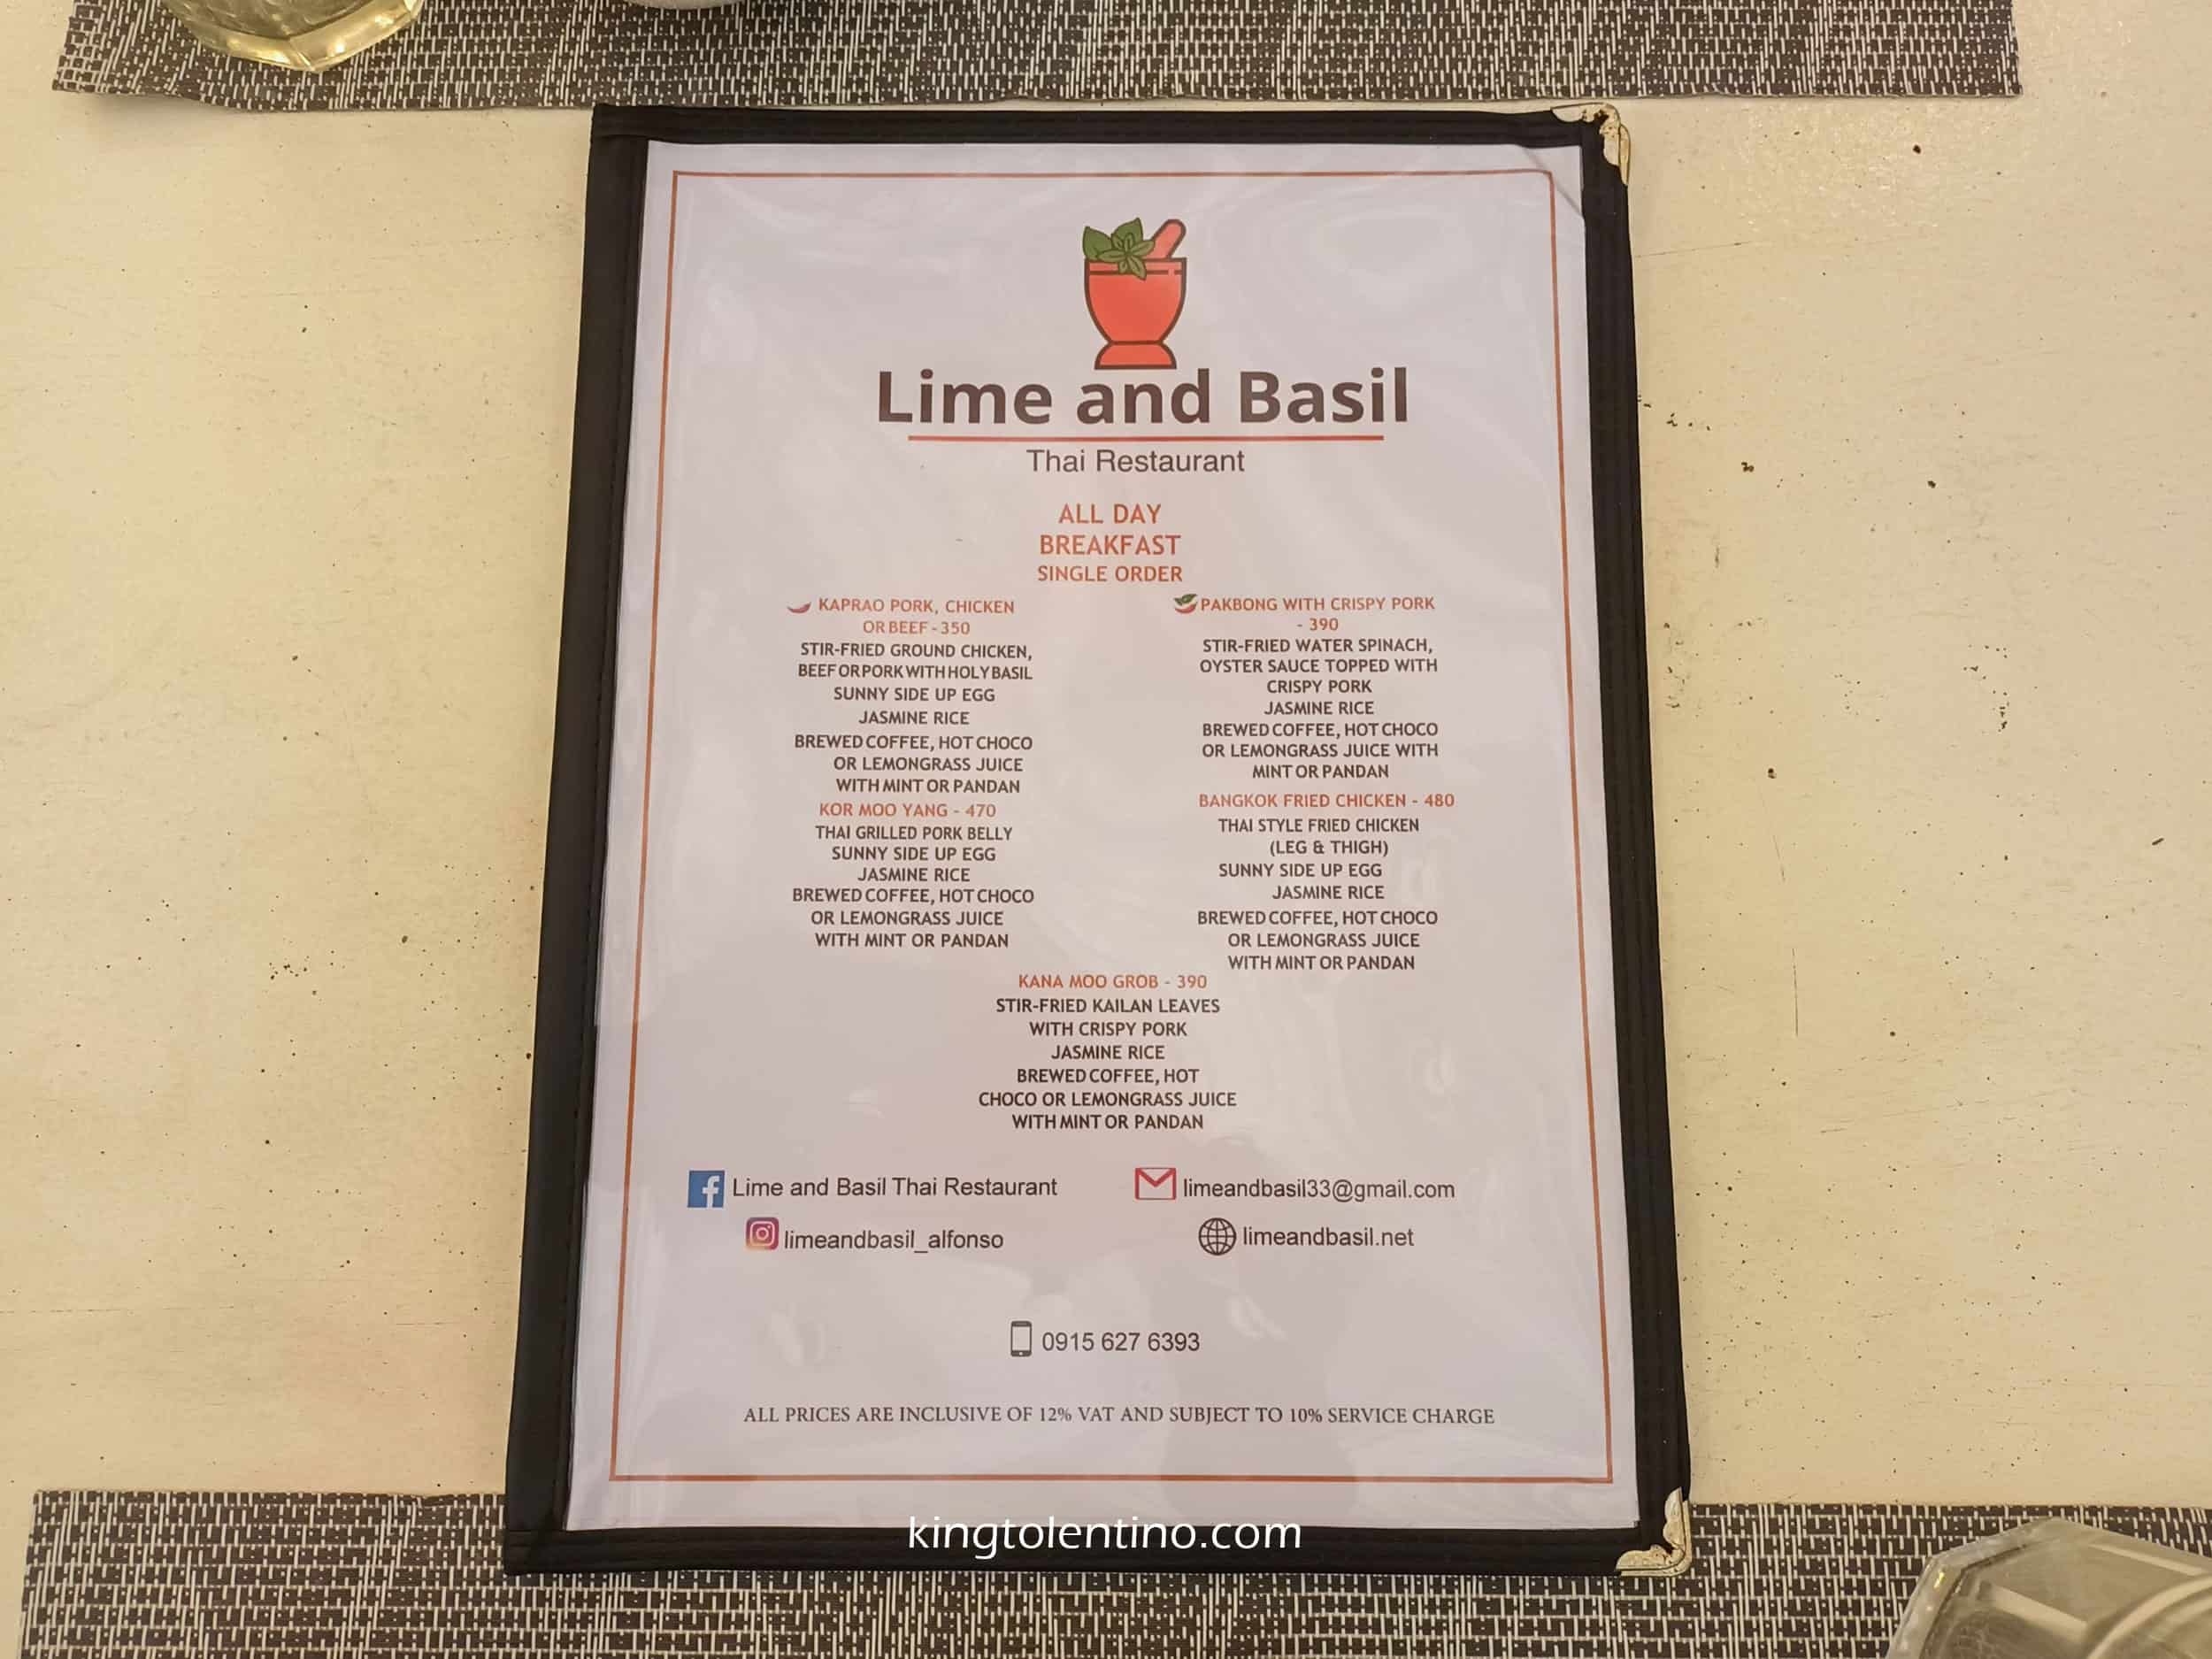 Lime and Basil
Thai Restaurant
ALL DAY
BREAKFAST
SINGLE ORDER
KAPRAO PORK, CHICKEN
OR BEEF - 350
STIR-FRIED GROUND CHICKEN,
BEEF OR PORK WITH HOLY BASIL
SUNNY SIDE UP EGG
JASMINE RICE
BREWED COFFEE, HOT CHOCO
OR LEMONGRASS JUICE
WITH MINT OR PANDAN
KOR MOO YANG - 470
THAI GRILLED PORK BELLY
SUNNY SIDE UP EGG
JASMINE RICE
BREWED COFFEE, HOT CHOCO
OR LEMONGRASS JUICE
WITH MINT OR PANDAN
PAKBONG WITH CRISPY PORK
- 390
STIR-FRIED WATER SPINACH,
OYSTER SAUCE TOPPED WITH
CRISPY PORK
JASMINE RICE
BREWED COFFEE, HOT CHOCO
OR LEMONGRASS JUICE WITH
MINT OR PANDAN
BANGKOK FRIED CHICKEN - 480
THAI STYLE FRIED CHICKEN
(LEG & THIGH)
SUNNY SIDE UP EGG
JASMINE RICE
BREWED COFFEE, HOT CHOCO
OR LEMONGRASS JUICE
WITH MINT OR PANDAN
KANA MOO GROB - 390
STIR-FRIED KAILAN LEAVES
WITH CRISPY PORK
JASMINE RICE
BREWED COFFEE, HOT
CHOCO OR LEMONGRASS JUICE
WITH MINT OR PANDAN
Lime and Basil Thai Restaurant
limeandbasil33@gmail.com
limeandbasil_alfonso
limeandbasil.net
0915 627 6393
ALL PRICES ARE INCLUSIVE OF 12% VAT AND SUBJECT TO 10% SERVICE CHARGE
kingtolentino.com